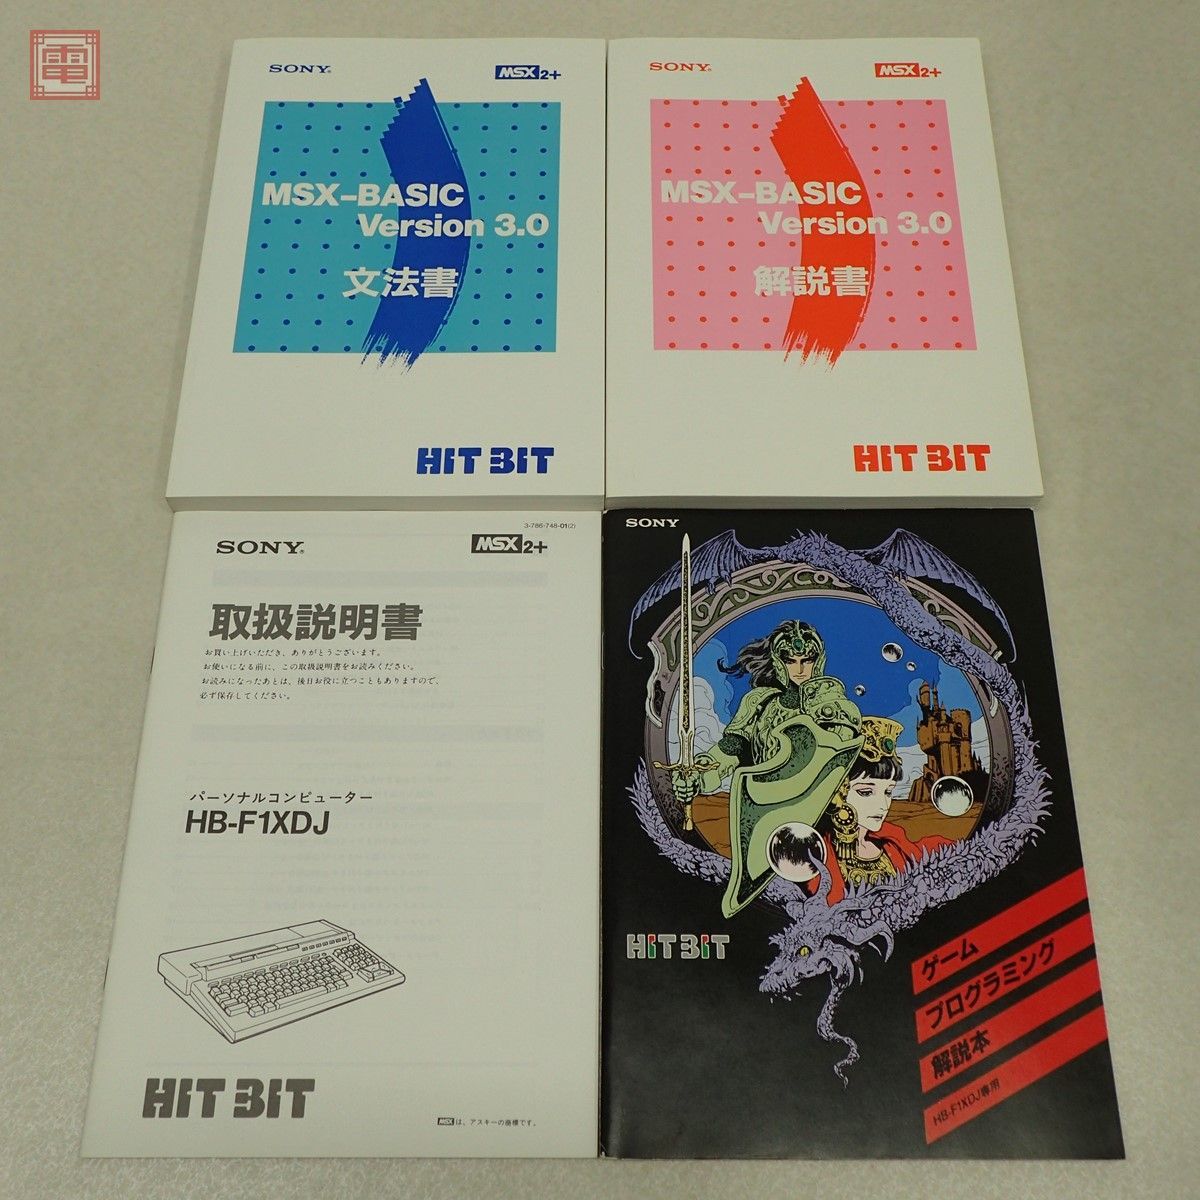 電
SONY
MSX2+
MSX-BASIC
Version 3.0
文法書
HIT BIT
SONY
MSX2+
MSX-BASIC
Version 3.0
解説書
HIT BIT
3-786-748-01(2)
SONY
MSX2+
取扱説明書
お買い上げいただき、ありがとうございます。
お使いになる前に、この取扱説明書をお読みください。
お読みになったあとは、後日お役に立つこともありますので、
必ず保存してください。
パーソナルコンピューター
HB-F1XDJ
HIT BIT
MSX は、アスキーの商標です。
SONY
HIT BIT
ゲーム
プログラミング
解説本
HB-F1XDJ専用